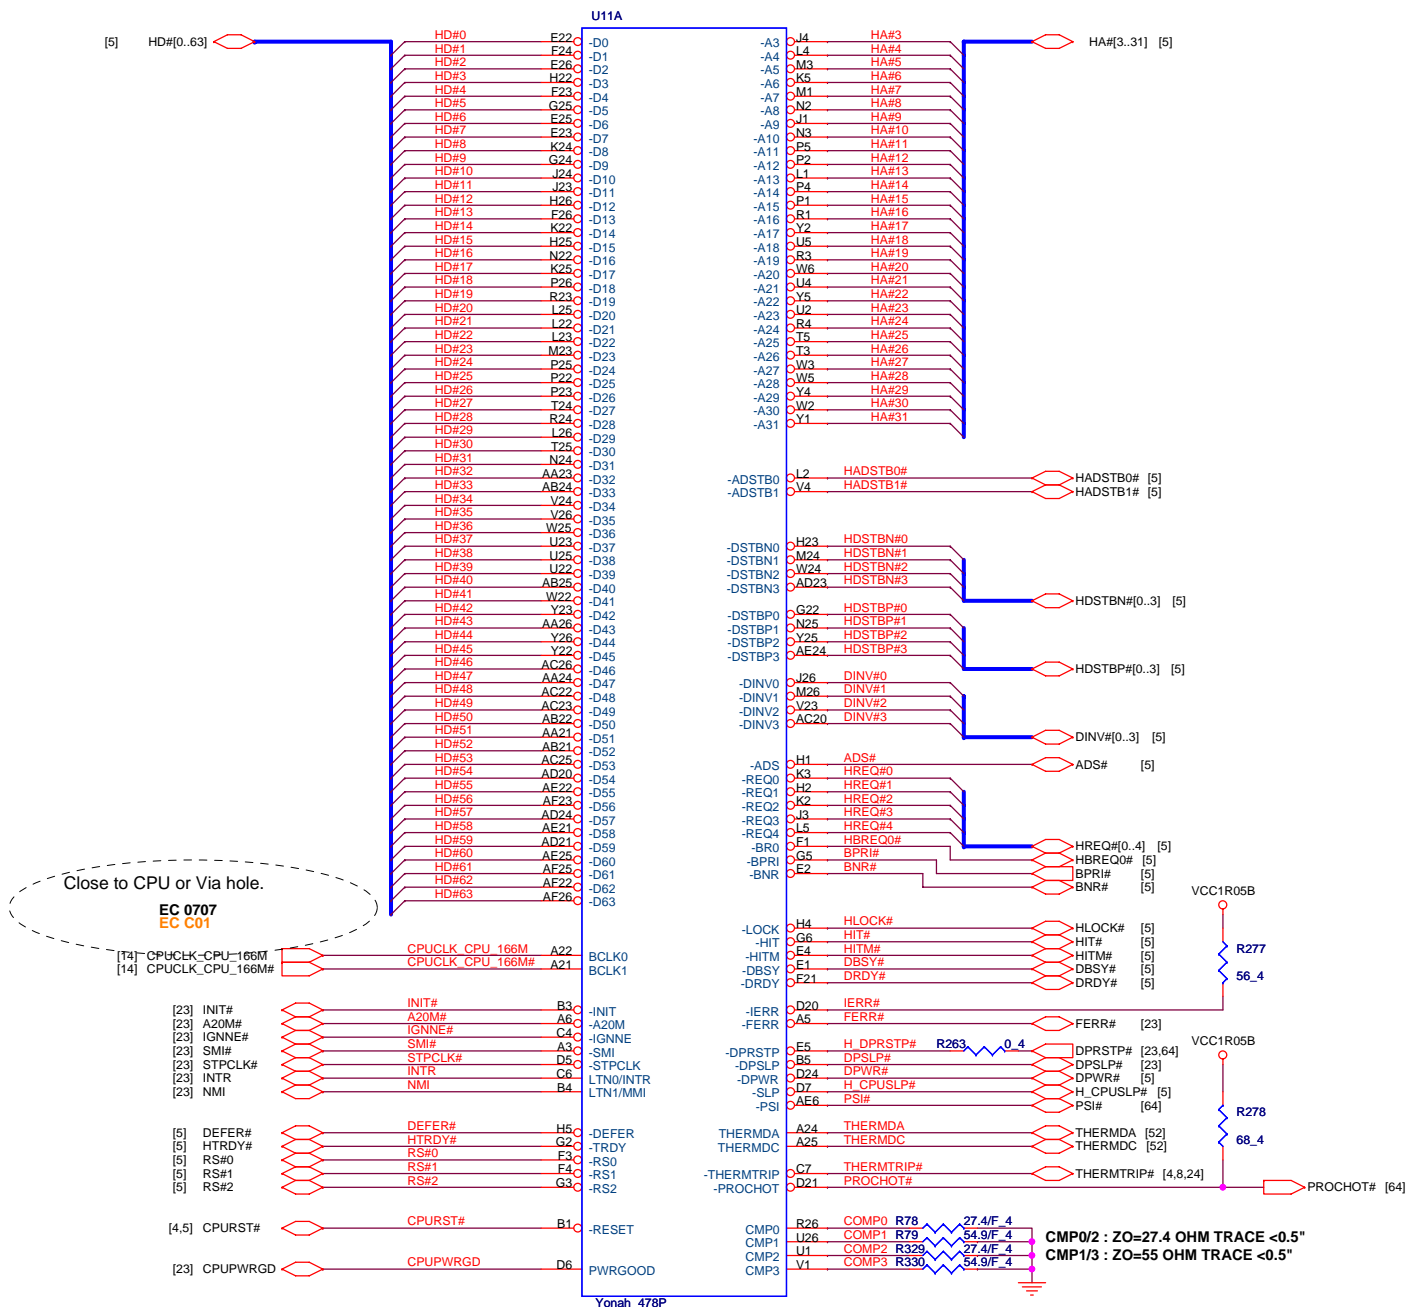 U11A
[5] HD#[0..63]
HD#0 E22 -D0
HD#1 F24 -D1
HD#2 E26 -D2
HD#3 H22 -D3
HD#4 F23 -D4
HD#5 G25 -D5
HD#6 E25 -D6
HD#7 E23 -D7
HD#8 K24 -D8
HD#9 G24 -D9
HD#10 J24 -D10
HD#11 J23 -D11
HD#12 H26 -D12
HD#13 F26 -D13
HD#14 K22 -D14
HD#15 H25 -D15
HD#16 N22 -D16
HD#17 K25 -D17
HD#18 P26 -D18
HD#19 R23 -D19
HD#20 L25 -D20
HD#21 L22 -D21
HD#22 L23 -D22
HD#23 M23 -D23
HD#24 P25 -D24
HD#25 P22 -D25
HD#26 P23 -D26
HD#27 T24 -D27
HD#28 R24 -D28
HD#29 L26 -D29
HD#30 T25 -D30
HD#31 N24 -D31
HD#32 AA23 -D32
HD#33 AB24 -D33
HD#34 V24 -D34
HD#35 V26 -D35
HD#36 W25 -D36
HD#37 U23 -D37
HD#38 U25 -D38
HD#39 U22 -D39
HD#40 AB25 -D40
HD#41 W22 -D41
HD#42 Y23 -D42
HD#43 AA26 -D43
HD#44 Y26 -D44
HD#45 Y22 -D45
HD#46 AC26 -D46
HD#47 AA24 -D47
HD#48 AC22 -D48
HD#49 AC23 -D49
HD#50 AB22 -D50
HD#51 AA21 -D51
HD#52 AB21 -D52
HD#53 AC25 -D53
HD#54 AD20 -D54
HD#55 AE22 -D55
HD#56 AF23 -D56
HD#57 AD24 -D57
HD#58 AE21 -D58
HD#59 AD21 -D59
HD#60 AE25 -D60
HD#61 AF25 -D61
HD#62 AF22 -D62
HD#63 AF26 -D63
Close to CPU or Via hole.
EC 0707
EC C01
[14] CPUCLK_CPU_166M CPUCLK_CPU_166M A22 BCLK0
[14] CPUCLK_CPU_166M# CPUCLK_CPU_166M# A21 BCLK1
[23] INIT# INIT# B3 -INIT
[23] A20M# A20M# A6 -A20M
[23] IGNNE# IGNNE# C4 -IGNNE
[23] SMI# SMI# A3 -SMI
[23] STPCLK# STPCLK# D5 -STPCLK
[23] INTR INTR C6 LTN0/INTR
[23] NMI NMI B4 LTN1/MMI
[5] DEFER# DEFER# H5 -DEFER
[5] HTRDY# HTRDY# G2 -TRDY
[5] RS#0 RS#0 F3 -RS0
[5] RS#1 RS#1 F4 -RS1
[5] RS#2 RS#2 G3 -RS2
[4,5] CPURST# CPURST# B1 -RESET
[23] CPUPWRGD CPUPWRGD D6 PWRGOOD
-A3 J4 HA#3 HA#[3..31] [5]
-A4 L4 HA#4
-A5 M3 HA#5
-A6 K5 HA#6
-A7 M1 HA#7
-A8 N2 HA#8
-A9 J1 HA#9
-A10 N3 HA#10
-A11 P5 HA#11
-A12 P2 HA#12
-A13 L1 HA#13
-A14 P4 HA#14
-A15 P1 HA#15
-A16 R1 HA#16
-A17 Y2 HA#17
-A18 U5 HA#18
-A19 R3 HA#19
-A20 W6 HA#20
-A21 U4 HA#21
-A22 Y5 HA#22
-A23 U2 HA#23
-A24 R4 HA#24
-A25 T5 HA#25
-A26 T3 HA#26
-A27 W3 HA#27
-A28 W5 HA#28
-A29 Y4 HA#29
-A30 W2 HA#30
-A31 Y1 HA#31
-ADSTB0 L2 HADSTB0# HADSTB0# [5]
-ADSTB1 V4 HADSTB1# HADSTB1# [5]
-DSTBN0 H23 HDSTBN#0
-DSTBN1 M24 HDSTBN#1
-DSTBN2 W24 HDSTBN#2
-DSTBN3 AD23 HDSTBN#3
HDSTBN#[0..3] [5]
-DSTBP0 G22 HDSTBP#0
-DSTBP1 N25 HDSTBP#1
-DSTBP2 Y25 HDSTBP#2
-DSTBP3 AE24 HDSTBP#3
HDSTBP#[0..3] [5]
-DINV0 J26 DINV#0
-DINV1 M26 DINV#1
-DINV2 V23 DINV#2
-DINV3 AC20 DINV#3
DINV#[0..3] [5]
-ADS H1 ADS# ADS# [5]
-REQ0 K3 HREQ#0
-REQ1 H2 HREQ#1
-REQ2 K2 HREQ#2
-REQ3 J3 HREQ#3
-REQ4 L5 HREQ#4 HREQ#[0..4] [5]
-BR0 F1 HBREQ0# HBREQ0# [5]
-BPRI G5 BPRI# BPRI# [5]
-BNR E2 BNR# BNR# [5]
VCC1R05B
-LOCK H4 HLOCK# HLOCK# [5]
-HIT G6 HIT# HIT# [5]
-HITM E4 HITM# HITM# [5]
-DBSY E1 DBSY# DBSY# [5]
-DRDY F21 DRDY# DRDY# [5]
R277
56_4
-IERR D20 IERR#
-FERR A5 FERR# FERR# [23]
VCC1R05B
-DPRSTP E5 H_DPRSTP# R263 0_4 DPRSTP# [23,64]
-DPSLP B5 DPSLP# DPSLP# [23]
-DPWR D24 DPWR# DPWR# [5]
-SLP D7 H_CPUSLP# H_CPUSLP# [5]
-PSI AE6 PSI# PSI# [64]
R278
68_4
THERMDA A24 THERMDA THERMDA [52]
THERMDC A25 THERMDC THERMDC [52]
-THERMTRIP C7 THERMTRIP# THERMTRIP# [4,8,24]
-PROCHOT D21 PROCHOT# PROCHOT# [64]
CMP0 R26 COMP0 R78 27.4/F_4
CMP1 U26 COMP1 R79 54.9/F_4
CMP2 U1 COMP2 R329 27.4/F_4
CMP3 V1 COMP3 R330 54.9/F_4
CMP0/2 : ZO=27.4 OHM TRACE <0.5"
CMP1/3 : ZO=55 OHM TRACE <0.5"
Yonah_478P